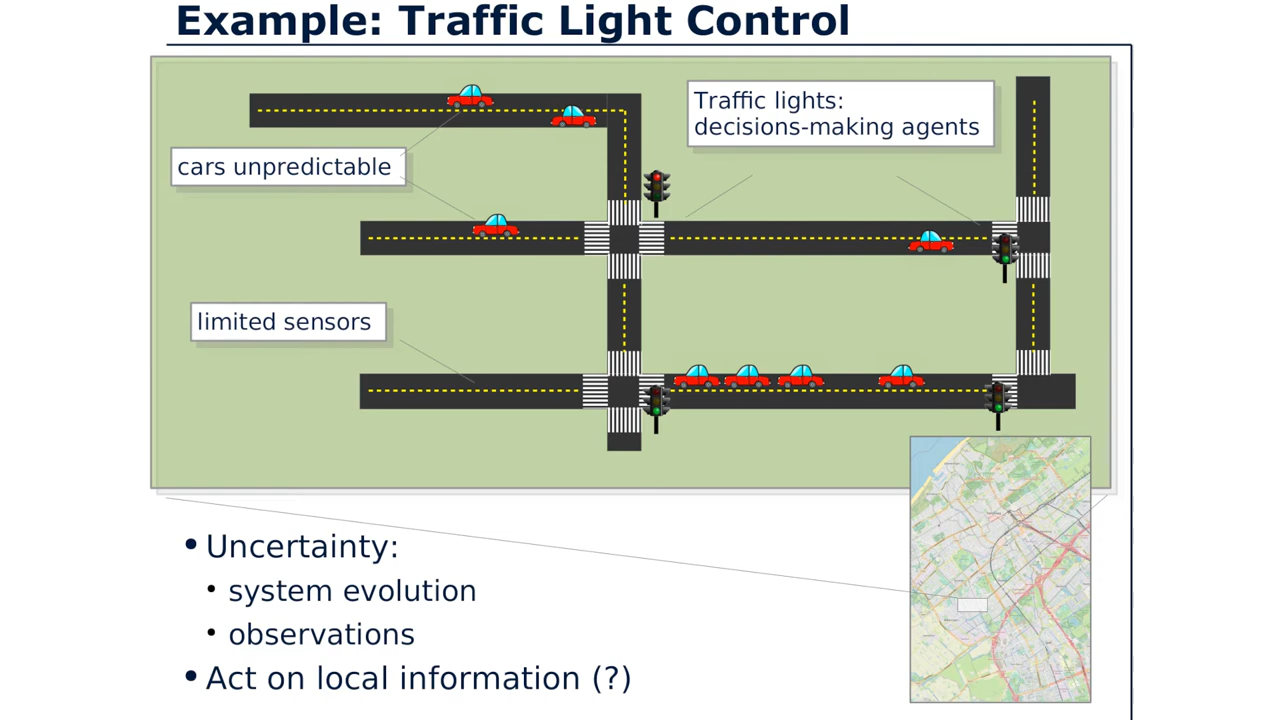 Example: Traffic Light Control
Traffic lights:
decisions-making agents
cars unpredictable
limited sensors
• Uncertainty:
• system evolution
• observations
• Act on local information (?)